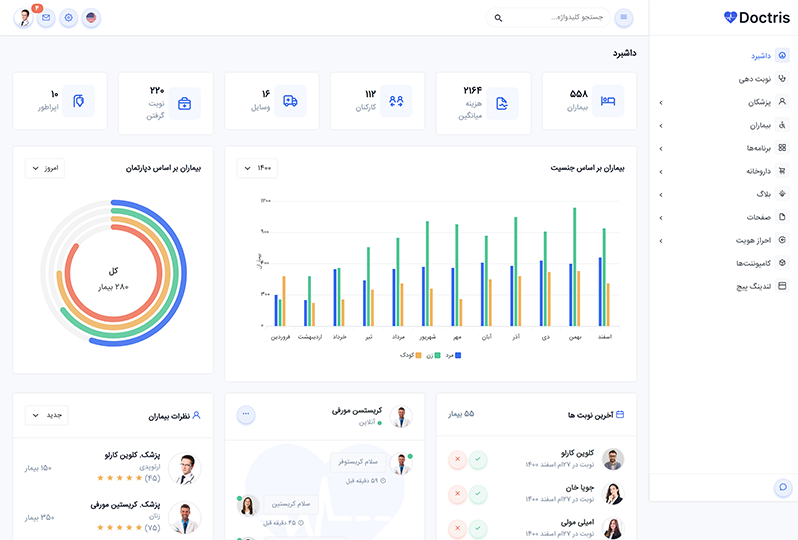 Doctris
جستجو کلیدواژه...
۴
داشبرد
نوبت دهی
پزشکان
بیماران
برنامه‌ها
داروخانه
بلاگ
صفحات
احراز هویت
کامپوننت‌ها
لندینگ پیج
داشبرد
۵۵۸
بیماران
۲۱۶۴
هزینه
میانگین
۱۱۲
کارکنان
۱۶
وسایل
۲۲۰
نوبت
گرفتن
۱۰
اپراطور
بیماران بر اساس جنسیت
۱۴۰۰
۱۲۰۰
۹۰۰
۶۰۰
۳۰۰
۰
بیماران
فروردین اردیبهشت خرداد تیر مرداد شهریور مهر آبان آذر دی بهمن اسفند
مرد زن کودک
بیماران بر اساس دپارتمان
امروز
کل
۲۸۰ بیمار
آخرین نوبت ها
۵۵ بیمار
کلوین کارلو
نوبت در ۲۷ام اسفند ۱۴۰۰
جویا خان
نوبت در ۲۷ام اسفند ۱۴۰۰
امیلی مولی
نوبت در ۲۷ام اسفند ۱۴۰۰
کریستسن مورفی
آنلاین
سلام کریستوفر
۵۹ دقیقه قبل
سلام کریستین
۴۵ دقیقه قبل
نظرات بیماران
جدید
پزشک. کلوین کارلو
ارتوپدی
(۴۵)
۱۵۰ بیمار
پزشک. کریستین مورفی
زنان
(۷۵)
۳۵۰ بیمار